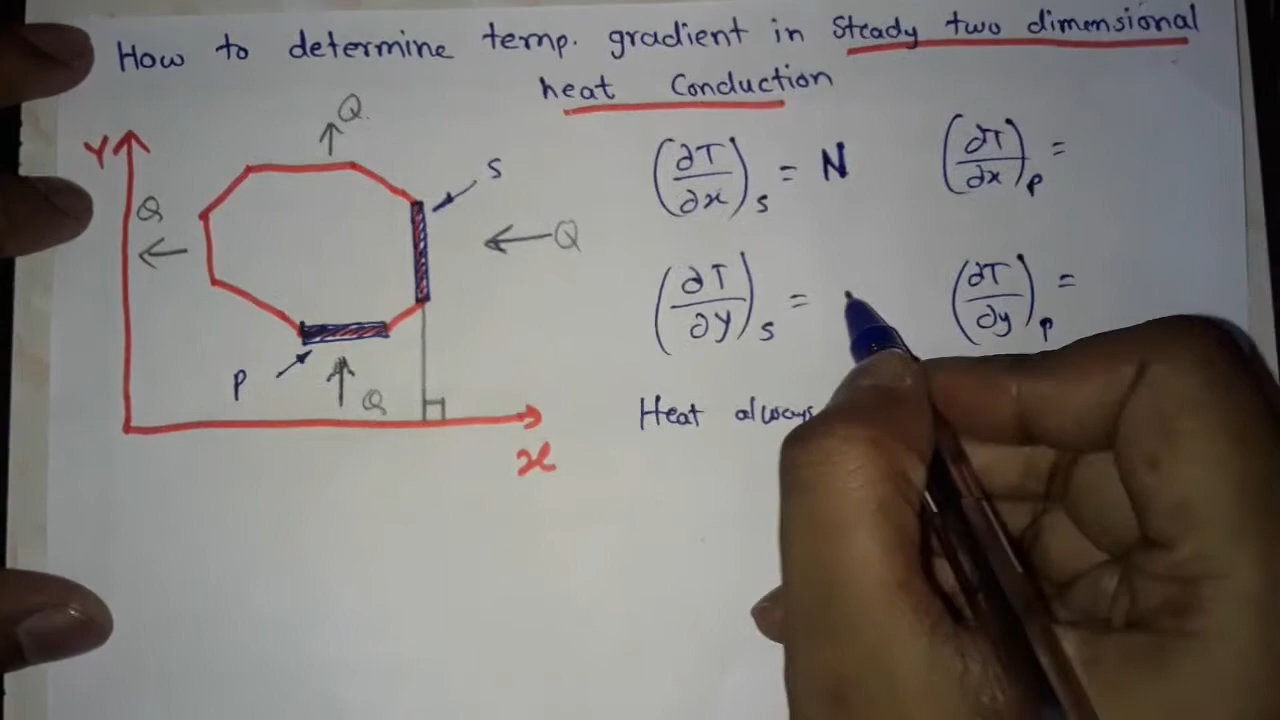 How to determine temp. gradient in Steady two dimensional
heat Conduction
Y
Q
Q
S
Q
P
Q
x
(∂T/∂x)s = N
(∂T/∂x)p =
(∂T/∂y)s =
(∂T/∂y)p =
Heat always